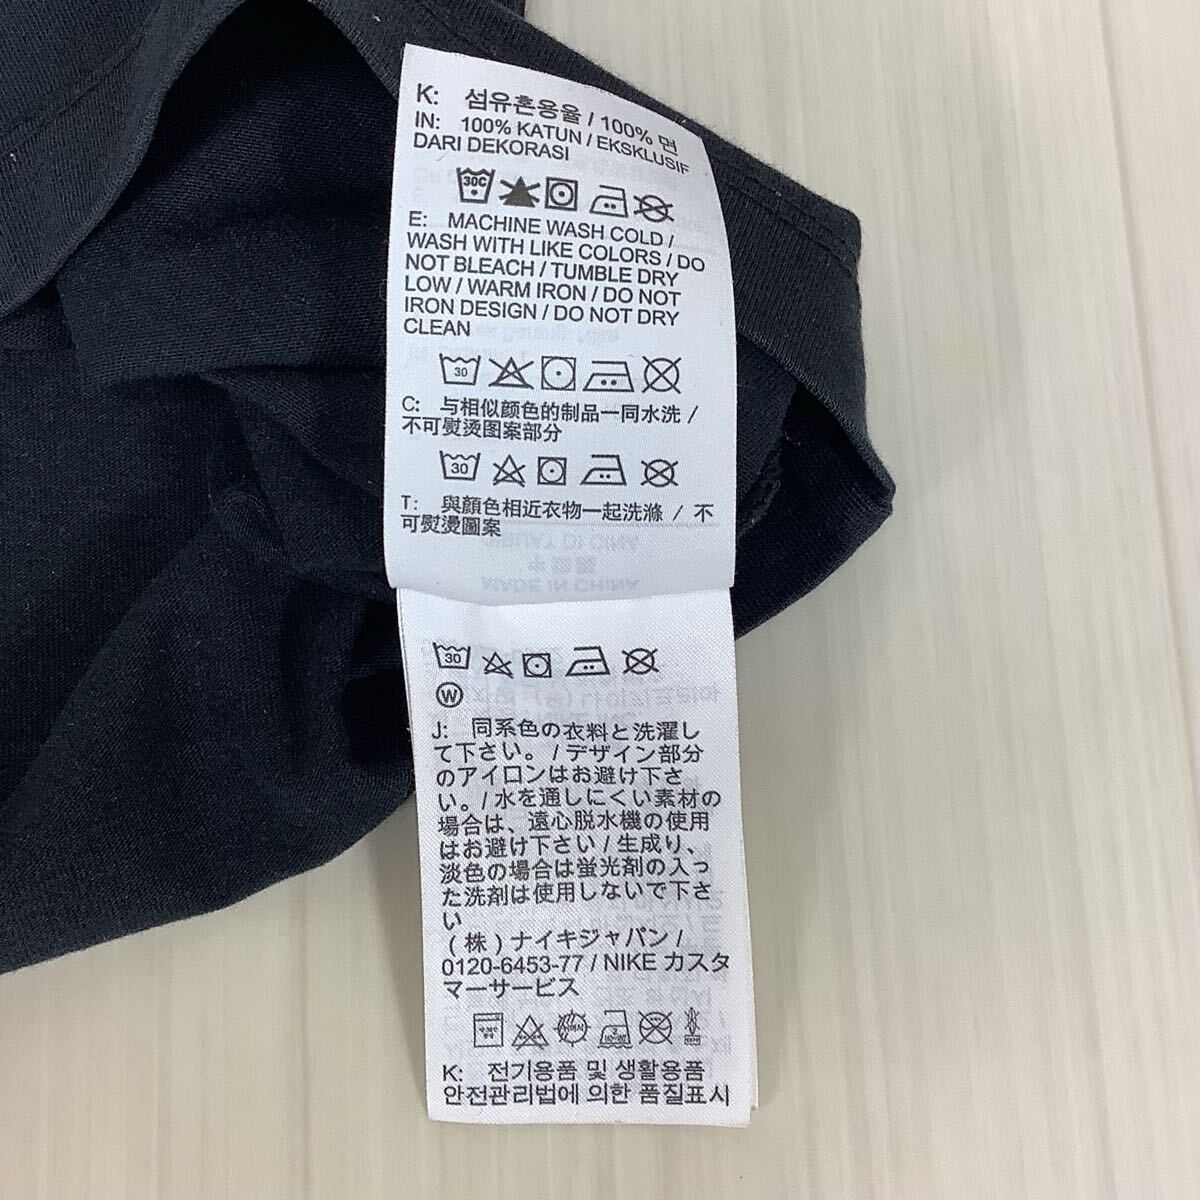 K: 섬유혼용율 / 100% 면
IN: 100% KATUN / EKSKLUSIF
DARI DEKORASI
30C
E: MACHINE WASH COLD /
WASH WITH LIKE COLORS / DO
NOT BLEACH / TUMBLE DRY
LOW / WARM IRON / DO NOT
IRON DESIGN / DO NOT DRY
CLEAN
30
C: 与相似颜色的制品一同水洗 /
不可熨烫图案部分
30
T: 與顏色相近衣物一起洗滌 / 不
可熨燙圖案
30
W
J: 同系色の衣料と洗濯し
て下さい。/ デザイン部分
のアイロンはお避け下さ
い。/ 水を通しにくい素材の
場合は、遠心脱水機の使用
はお避け下さい / 生成り、
淡色の場合は蛍光剤の入っ
た洗剤は使用しないで下さ
い
(株) ナイキジャパン /
0120-6453-77 / NIKE カスタ
マーサービス
K: 전기용품 및 생활용품
안전관리법에 의한 품질표시